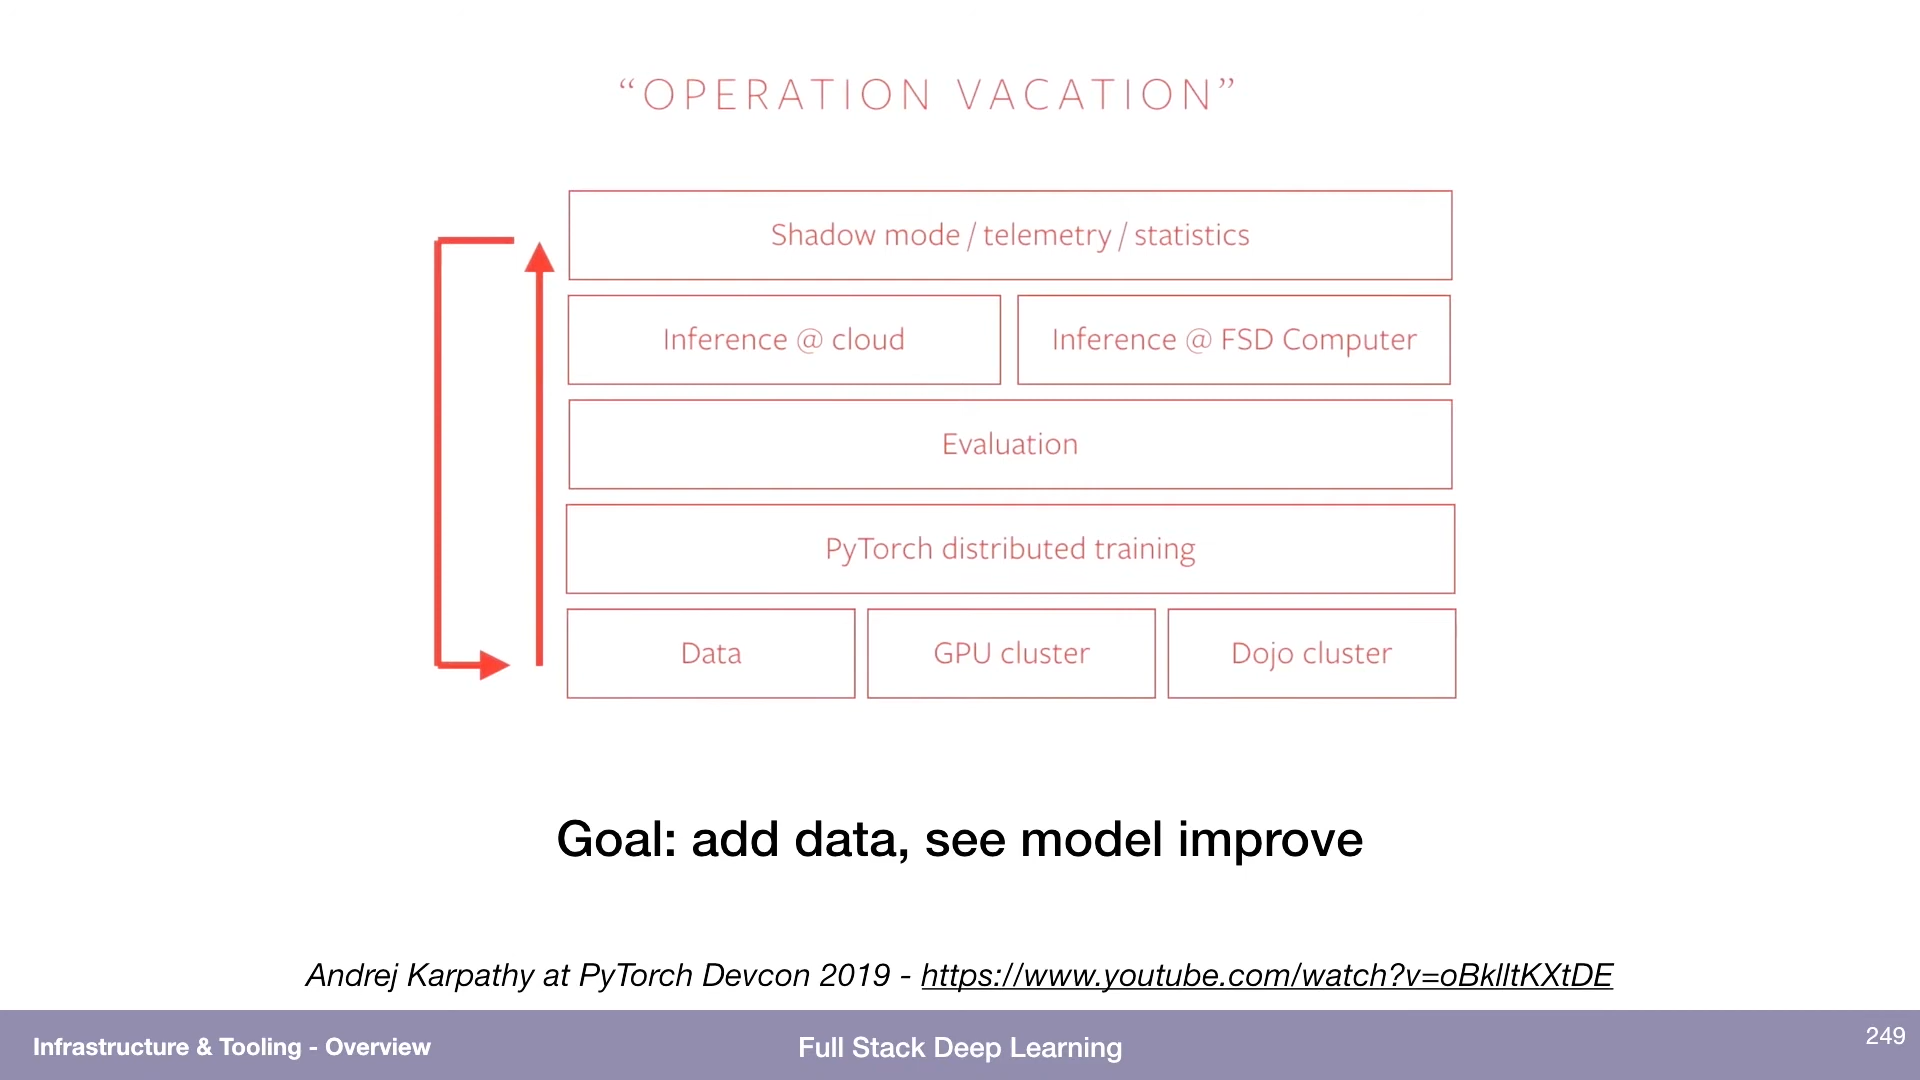 “OPERATION VACATION”
Shadow mode / telemetry / statistics
Inference @ cloud
Inference @ FSD Computer
Evaluation
PyTorch distributed training
Data
GPU cluster
Dojo cluster
Goal: add data, see model improve
Andrej Karpathy at PyTorch Devcon 2019 - https://www.youtube.com/watch?v=oBklltKXtDE
Infrastructure & Tooling - Overview
Full Stack Deep Learning
249